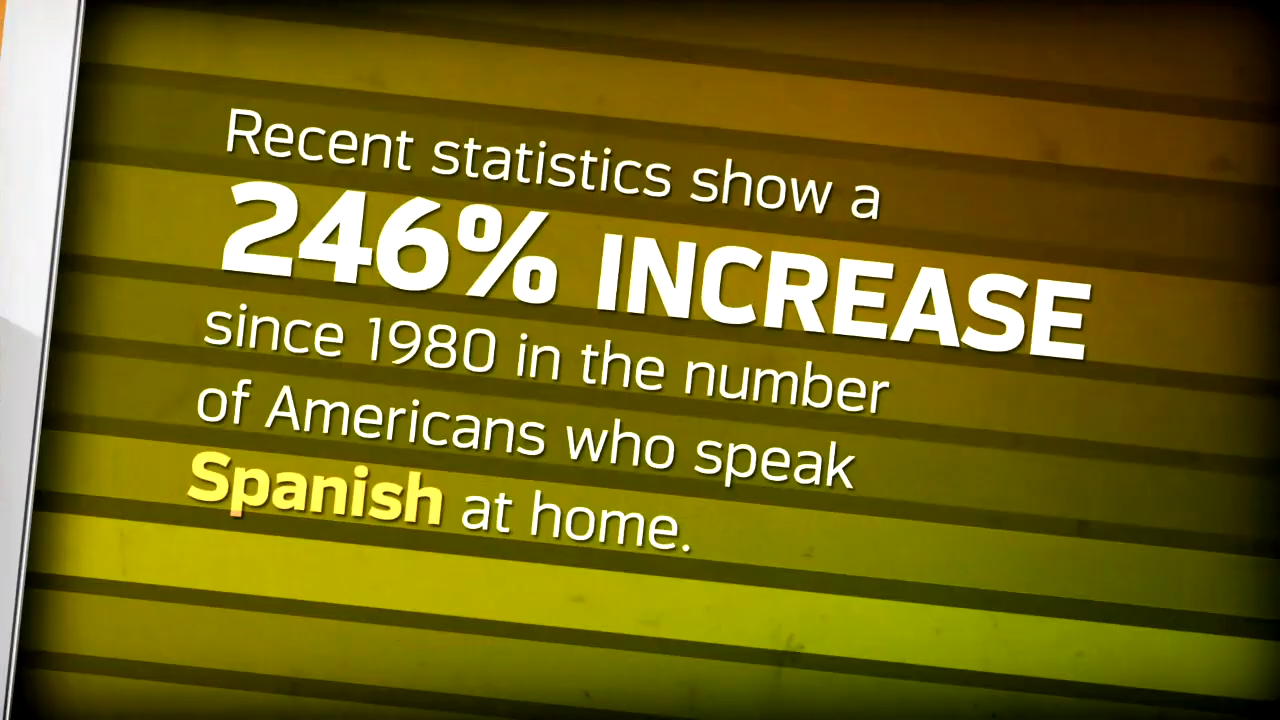 Recent statistics show a
246% INCREASE
since 1980 in the number
of Americans who speak
Spanish at home.